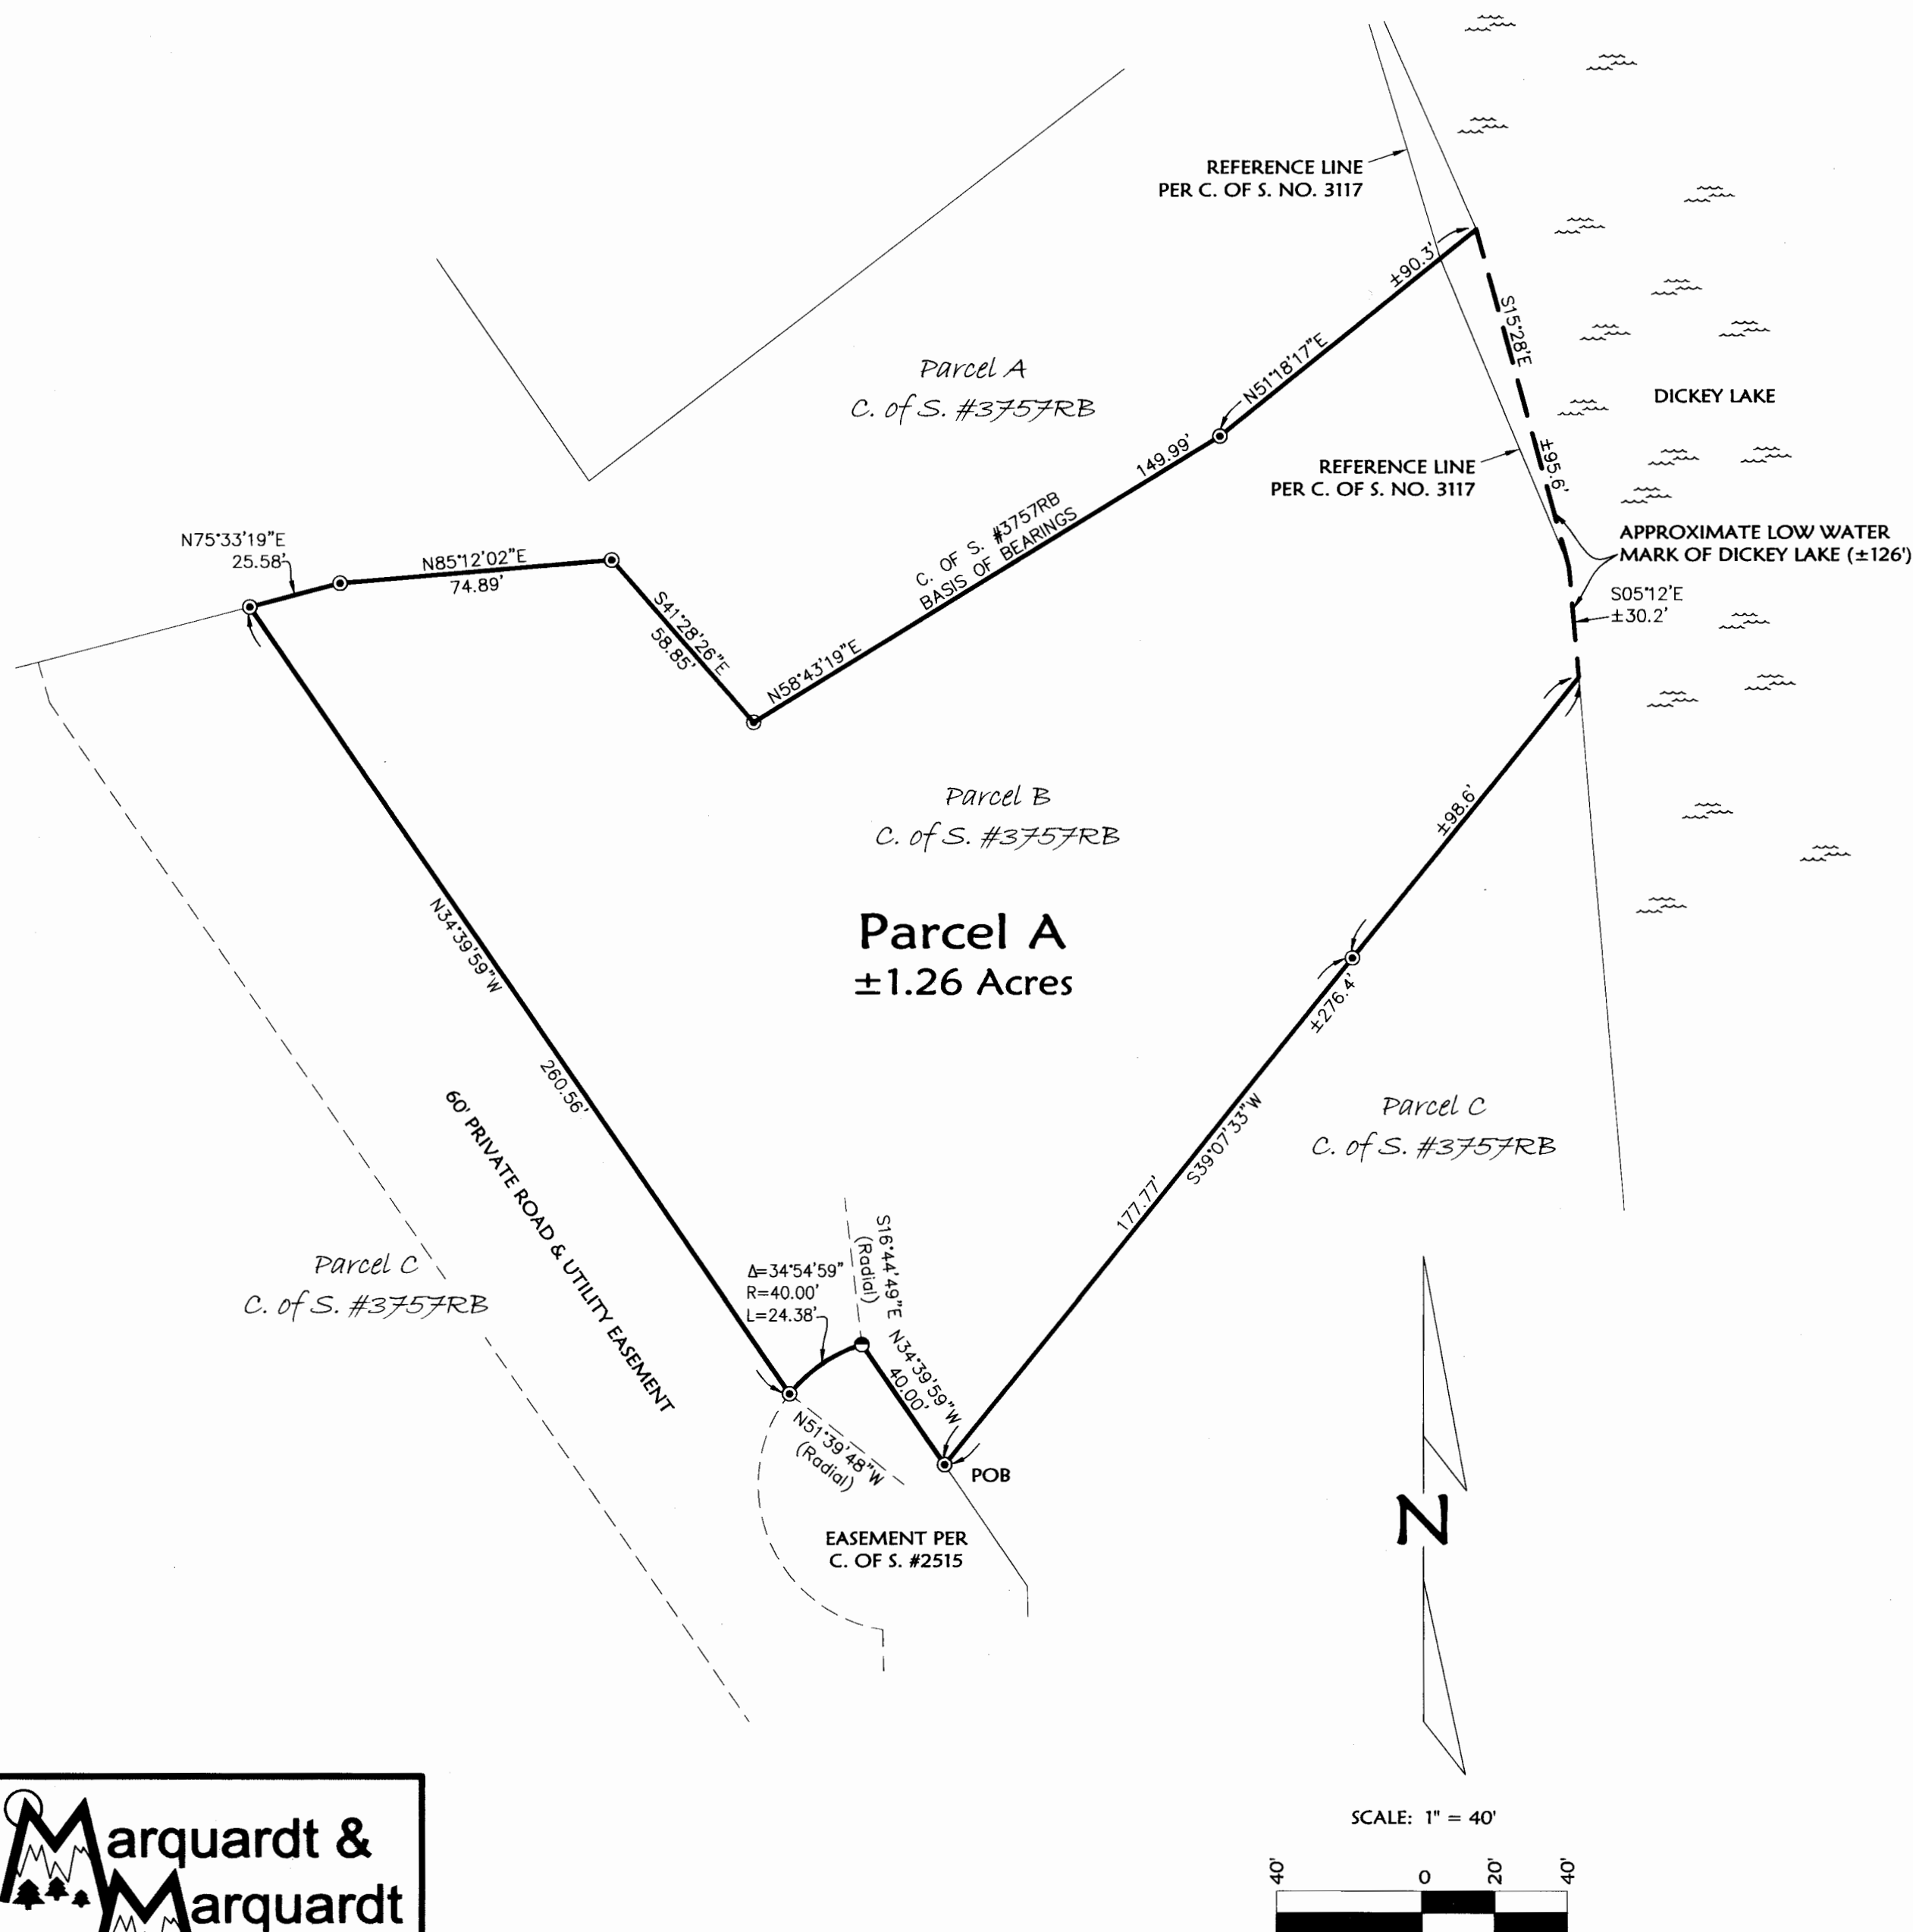 REFERENCE LINE
PER C. OF S. NO. 3117
±90.3'
S15°28'E
N51°18'17"E
Parcel A
C. of S. #3757RB
DICKEY LAKE
149.99'
±95.6'
REFERENCE LINE
PER C. OF S. NO. 3117
C. OF S. #3757RB
BASIS OF BEARINGS
APPROXIMATE LOW WATER
MARK OF DICKEY LAKE (±126')
N75°33'19"E
25.58'
N85°12'02"E
74.89'
S41°28'26"E
58.85'
S05°12'E
±30.2'
N58°43'19"E
Parcel B
C. of S. #3757RB
±98.6'
Parcel A
±1.26 Acres
N34°39'59"W
±276.4'
260.56'
S39°07'33"W
Parcel C
C. of S. #3757RB
177.77'
60' PRIVATE ROAD & UTILITY EASEMENT
Parcel C
C. of S. #3757RB
Δ=34°54'59"
R=40.00'
L=24.38'
S16°44'49"E
(Radial)
N34°39'59"W
40.00'
N51°39'48"W
(Radial)
POB
EASEMENT PER
C. OF S. #2515
N
SCALE: 1" = 40'
40' 0 20' 40'
Marquardt &
Marquardt